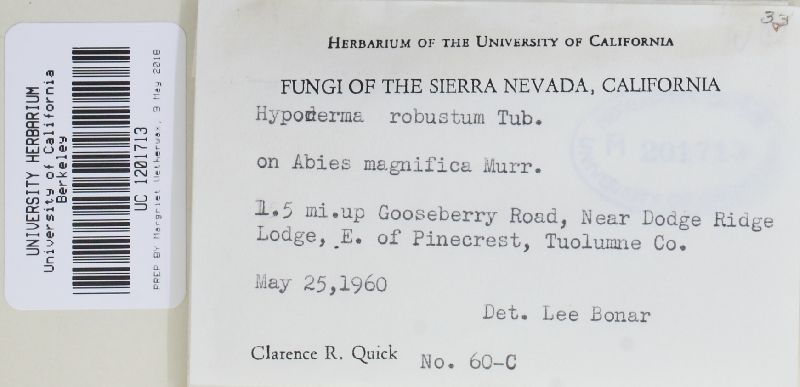 33
HERBARIUM OF THE UNIVERSITY OF CALIFORNIA
FUNGI OF THE SIERRA NEVADA, CALIFORNIA
Hypoderma robustum Tub.
on Abies magnifica Murr.
1.5 mi.up Gooseberry Road, Near Dodge Ridge
Lodge, E. of Pinecrest, Tuolumne Co.
May 25,1960
Det. Lee Bonar
Clarence R. Quick No. 60-C
UNIVERSITY HERBARIUM
University of California
Berkeley
UC 1201713
PREP BY Margriet Wetherwax, 9 May 2018